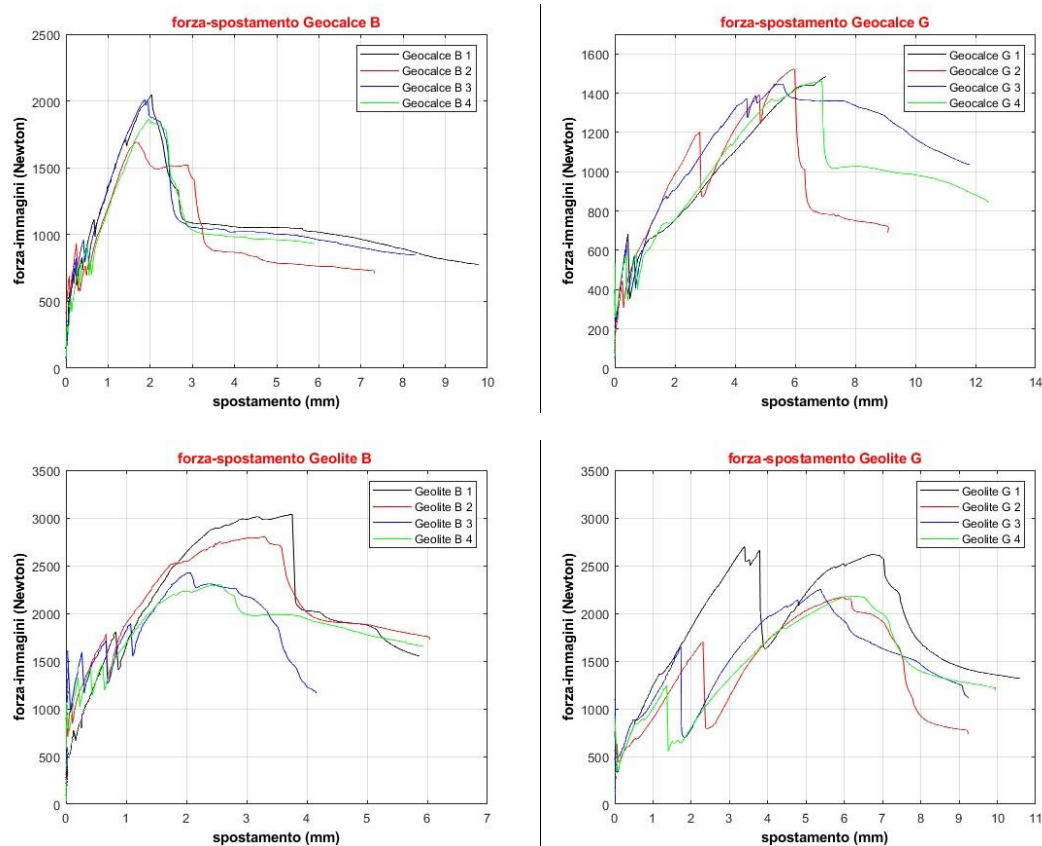 forza-spostamento Geocalce B
2500
2000
1500
1000
500
0
0 1 2 3 4 5 6 7 8 9 10
forza-immagini (Newton)
spostamento (mm)
Geocalce B 1
Geocalce B 2
Geocalce B 3
Geocalce B 4
forza-spostamento Geocalce G
1600
1400
1200
1000
800
600
400
200
0
0 2 4 6 8 10 12 14
forza-immagini (Newton)
spostamento (mm)
Geocalce G 1
Geocalce G 2
Geocalce G 3
Geocalce G 4
forza-spostamento Geolite B
3500
3000
2500
2000
1500
1000
500
0
0 1 2 3 4 5 6 7
forza-immagini (Newton)
spostamento (mm)
Geolite B 1
Geolite B 2
Geolite B 3
Geolite B 4
forza-spostamento Geolite G
3500
3000
2500
2000
1500
1000
500
0
0 1 2 3 4 5 6 7 8 9 10 11
forza-immagini (Newton)
spostamento (mm)
Geolite G 1
Geolite G 2
Geolite G 3
Geolite G 4